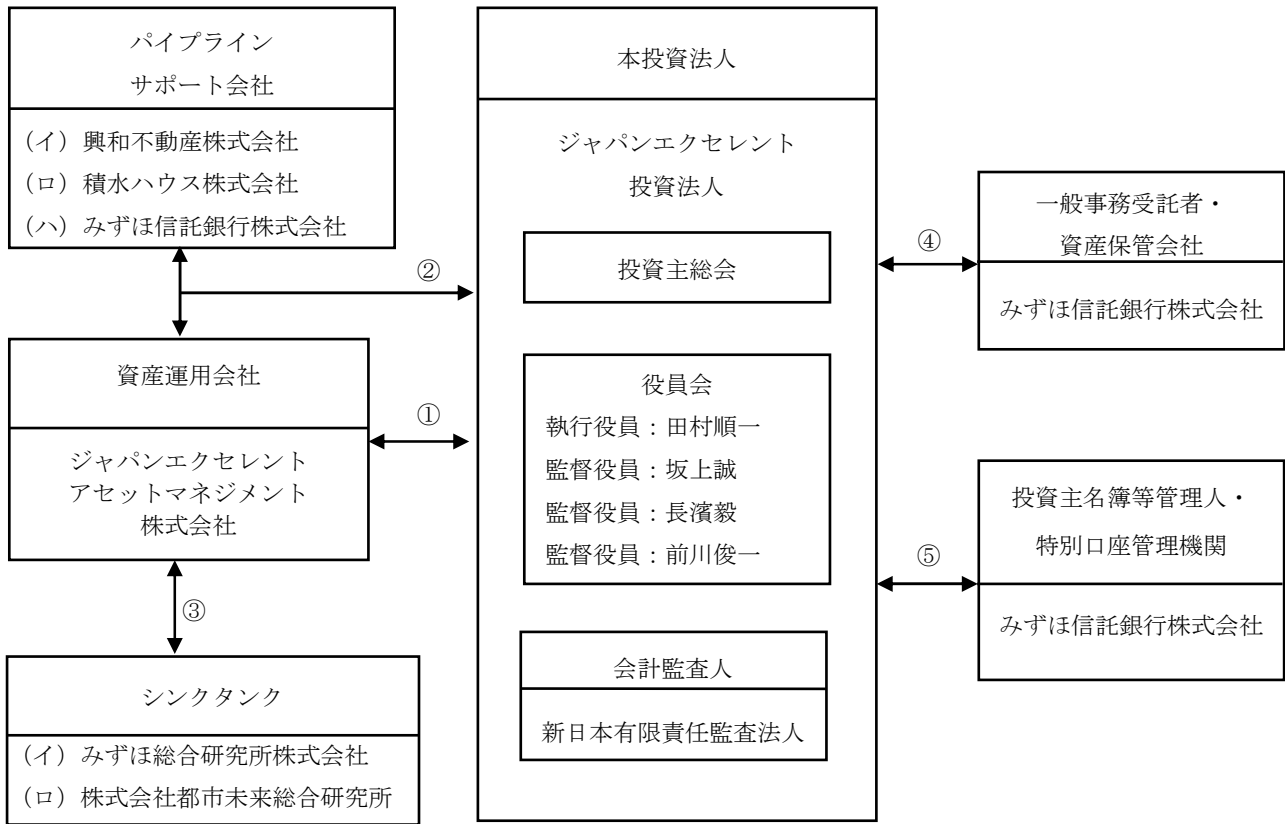 パイプライン
サポート会社
（イ）興和不動産株式会社
（ロ）積水ハウス株式会社
（ハ）みずほ信託銀行株式会社
②
資産運用会社
ジャパンエクセレント
アセットマネジメント
株式会社
①
③
シンクタンク
（イ）みずほ総合研究所株式会社
（ロ）株式会社都市未来総合研究所
本投資法人
ジャパンエクセレント
投資法人
投資主総会
役員会
執行役員：田村順一
監督役員：坂上誠
監督役員：長濱毅
監督役員：前川俊一
会計監査人
新日本有限責任監査法人
④
一般事務受託者・
資産保管会社
みずほ信託銀行株式会社
⑤
投資主名簿等管理人・
特別口座管理機関
みずほ信託銀行株式会社